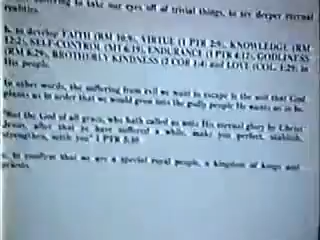 suffering to take our eyes off of trivial things, to see deeper eternal
realities.
b. to develop FAITH (RM 10:9), VIRTUE (1 PTR 2:9), KNOWLEDGE (RM
12:2), SELF-CONTROL (MT 6:19), ENDURANCE (1 PTR 4:12), GODLINESS
(RM 8:29), BROTHERLY KINDNESS (2 COR 1:4) and LOVE (COL 1:29) in
His people.
In other words, the suffering from evil we want to escape is the soil that God
plants us in order that we would grow into the godly people He wants us to be.
"But the God of all grace, who hath called us unto His eternal glory by Christ
Jesus, after that ye have suffered a while, make you perfect, stablish,
strengthen, settle you" 1 PTR 5:10
c. to confirm that we are a special royal people, a kingdom of kings and
priests.